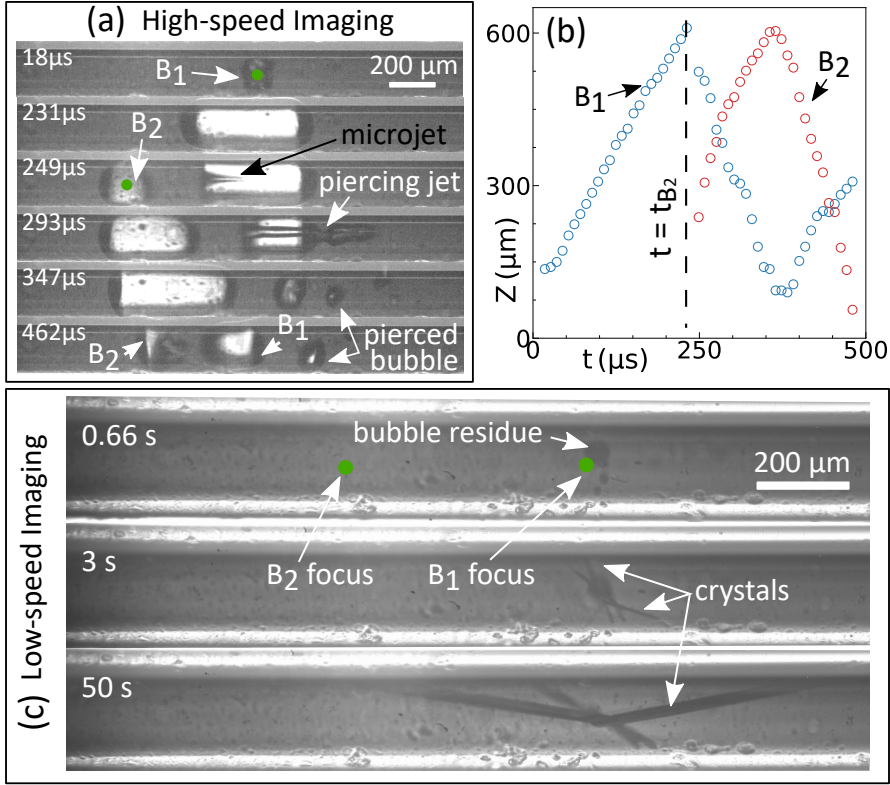 (a) High-speed Imaging
18µs
B1
200 µm
231µs
B2
microjet
249µs
piercing jet
293µs
347µs
462µs
B2
B1
pierced
bubble
(b)
600
300
0
Z (µm)
B1
B2
t = tB2
0
250
500
t (µs)
(c) Low-speed Imaging
0.66 s
bubble residue
200 µm
B2 focus
B1 focus
3 s
crystals
50 s